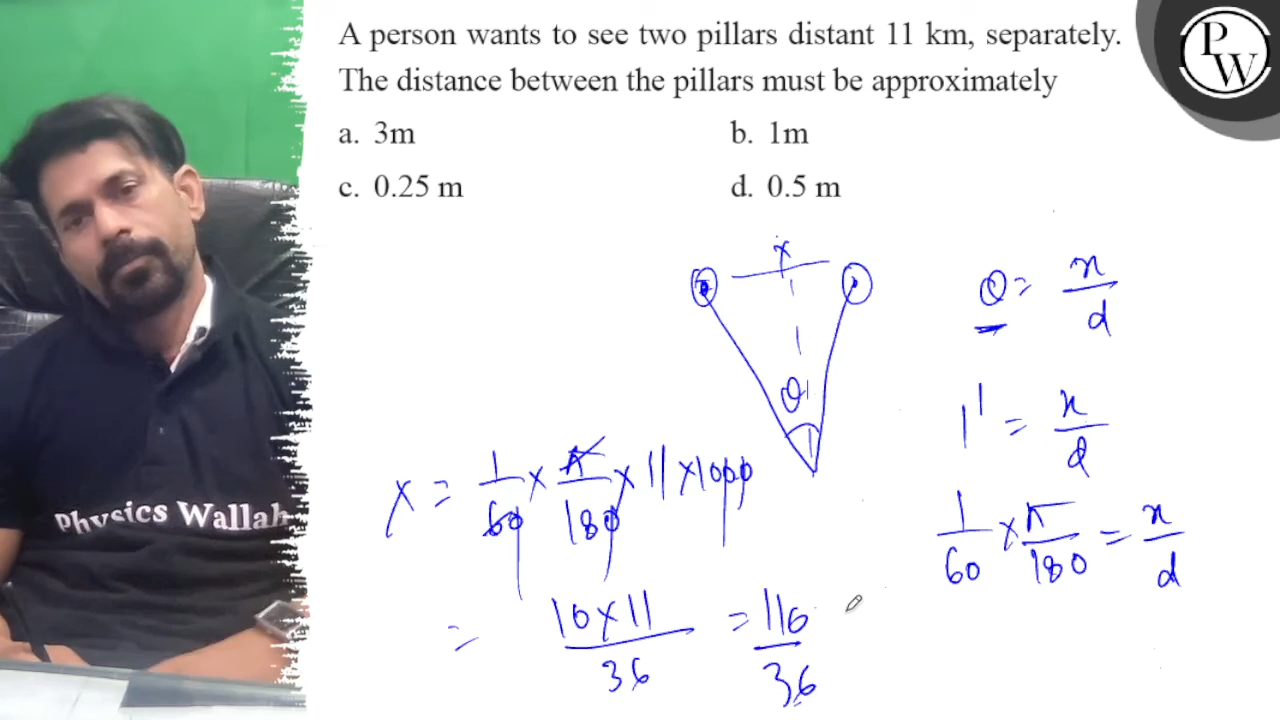 A person wants to see two pillars distant 11 km, separately.
The distance between the pillars must be approximately
a. 3m
b. 1m
c. 0.25 m
d. 0.5 m
PW
x
θ
θ = x/d
1' = x/d
1/60 × π/180 = x/d
x = 1/60 × π/180 × 11 × 1000
= 10×11/36 = 110/36
Physics Wallah